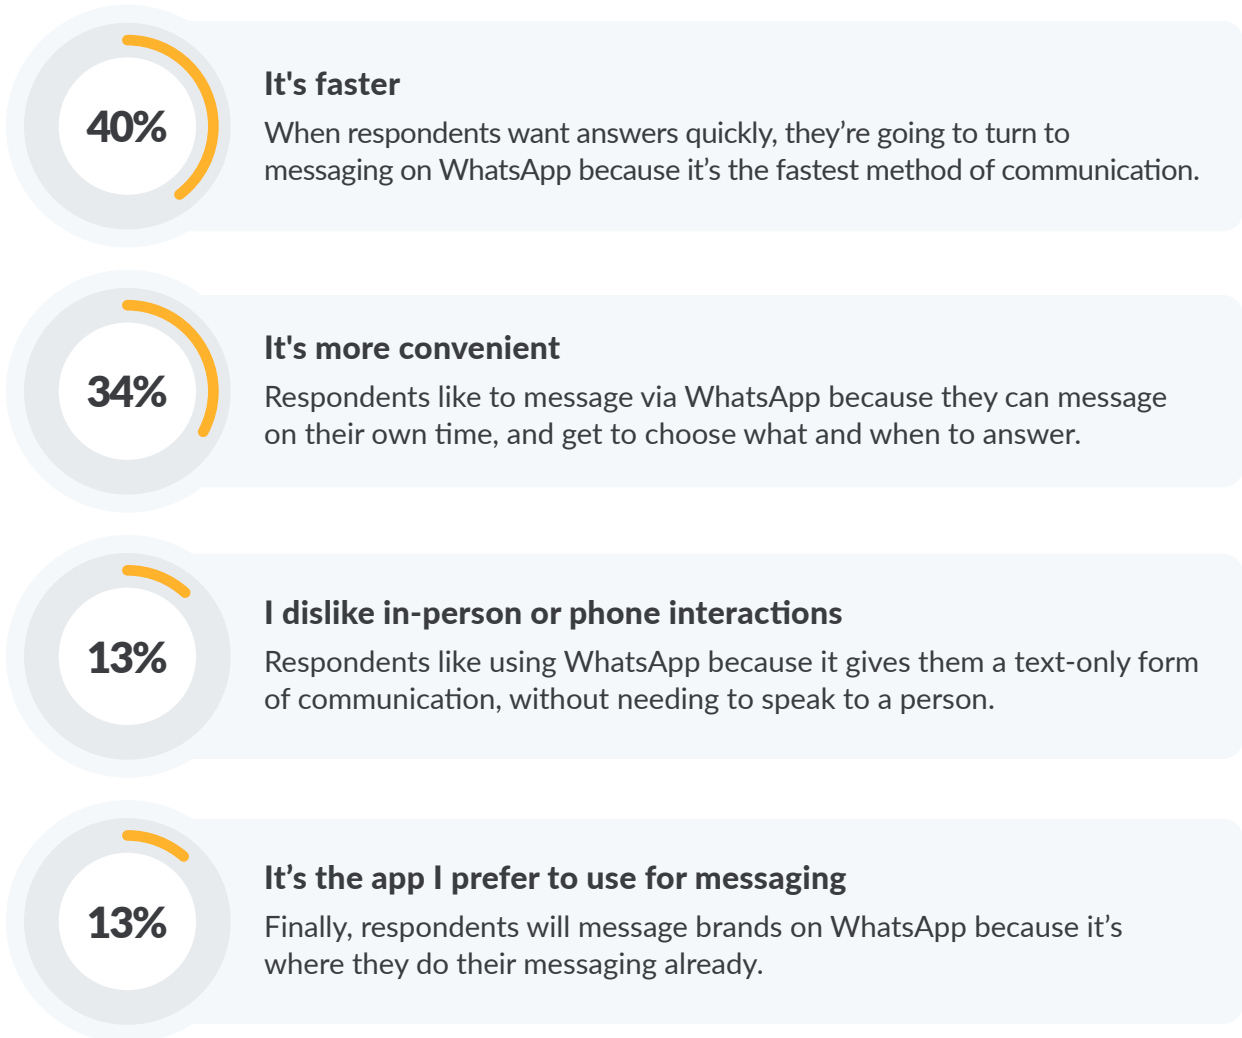 40%
It's faster
When respondents want answers quickly, they’re going to turn to
messaging on WhatsApp because it’s the fastest method of communication.
34%
It's more convenient
Respondents like to message via WhatsApp because they can message
on their own time, and get to choose what and when to answer.
13%
I dislike in-person or phone interactions
Respondents like using WhatsApp because it gives them a text-only form
of communication, without needing to speak to a person.
13%
It’s the app I prefer to use for messaging
Finally, respondents will message brands on WhatsApp because it’s
where they do their messaging already.